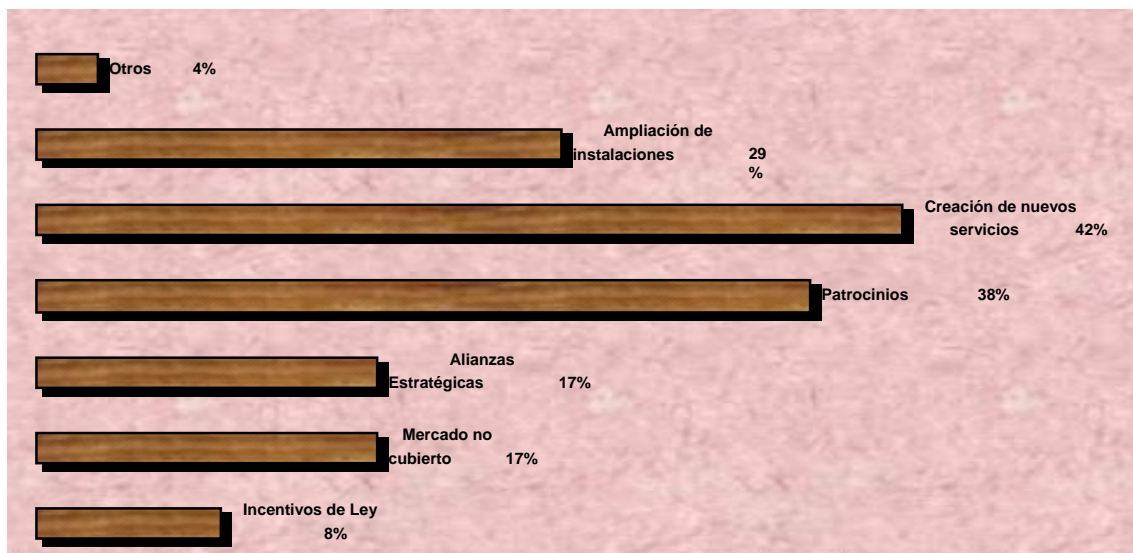 Otros 4%
Ampliación de
instalaciones 29
%
Creación de nuevos
servicios 42%
Patrocinios 38%
Alianzas
Estratégicas 17%
Mercado no
cubierto 17%
Incentivos de Ley
8%